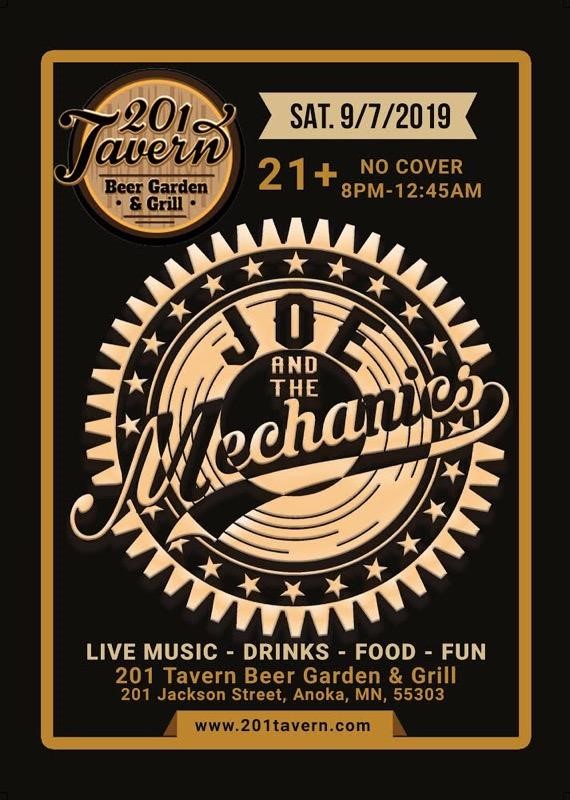 201
Tavern
Beer Garden
& Grill
SAT. 9/7/2019
21+
NO COVER
8PM-12:45AM
JOE
AND
THE
Mechanics
LIVE MUSIC - DRINKS - FOOD - FUN
201 Tavern Beer Garden & Grill
201 Jackson Street, Anoka, MN, 55303
www.201tavern.com